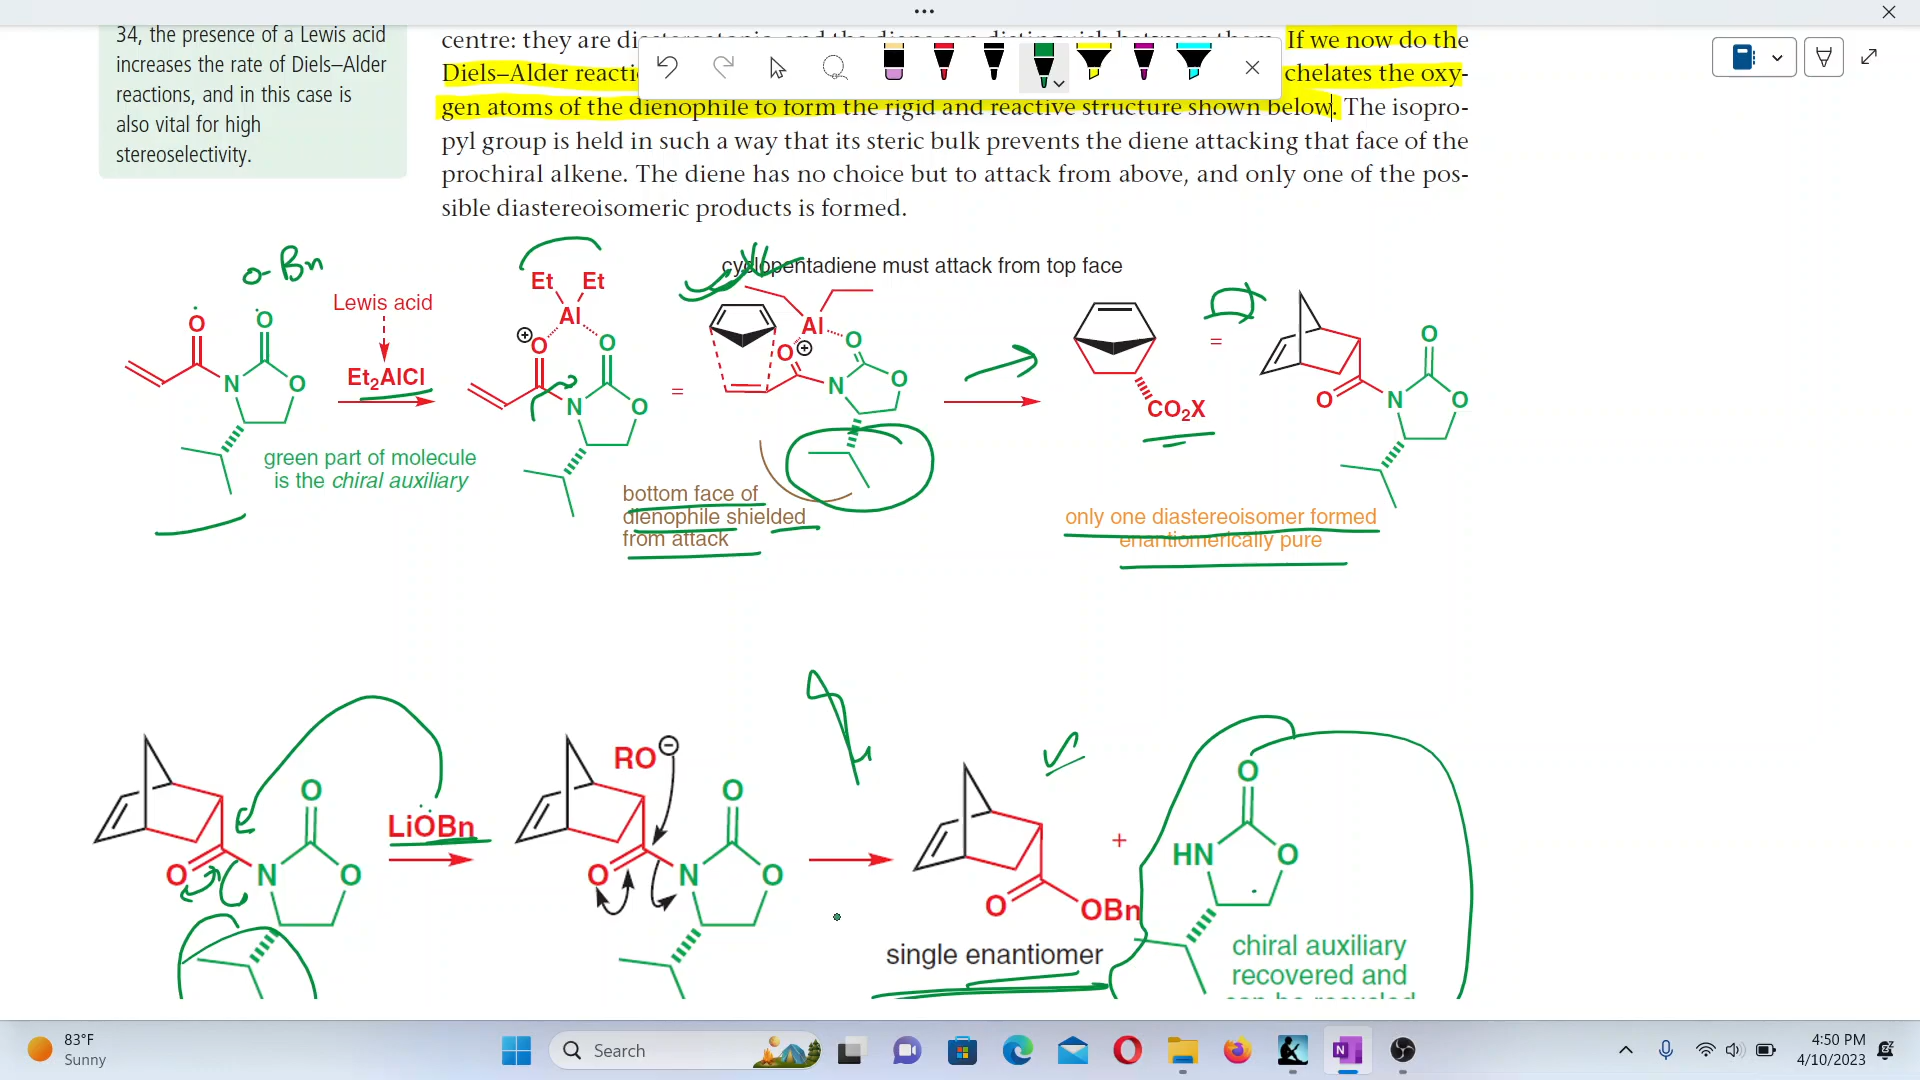 34, the presence of a Lewis acid
increases the rate of Diels–Alder
reactions, and in this case is
also vital for high
stereoselectivity.
If we now do the
Diels–Alder chelates the oxy-
gen atoms of the dienophile to form the rigid and reactive structure shown below. The isopro-
pyl group is held in such a way that its steric bulk prevents the diene attacking that face of the
prochiral alkene. The diene has no choice but to attack from above, and only one of the pos-
sible diastereoisomeric products is formed.
O-Bn
cyclopentadiene must attack from top face
Lewis acid
Et2AlCl
O O N O
green part of molecule
is the chiral auxiliary
Et Et
Al
⊕ O O
N O
=
Al
O ⊕ O
N O
bottom face of
dienophile shielded
from attack
CO2X
=
O
O N O
only one diastereoisomer formed
enantiomerically pure
O
O N O
LiOBn
RO⊖
O
O N O
O OBn
single enantiomer
+
O
HN O
chiral auxiliary
recovered and
can be recycled
83°F
Sunny
Search
4:50 PM
4/10/2023